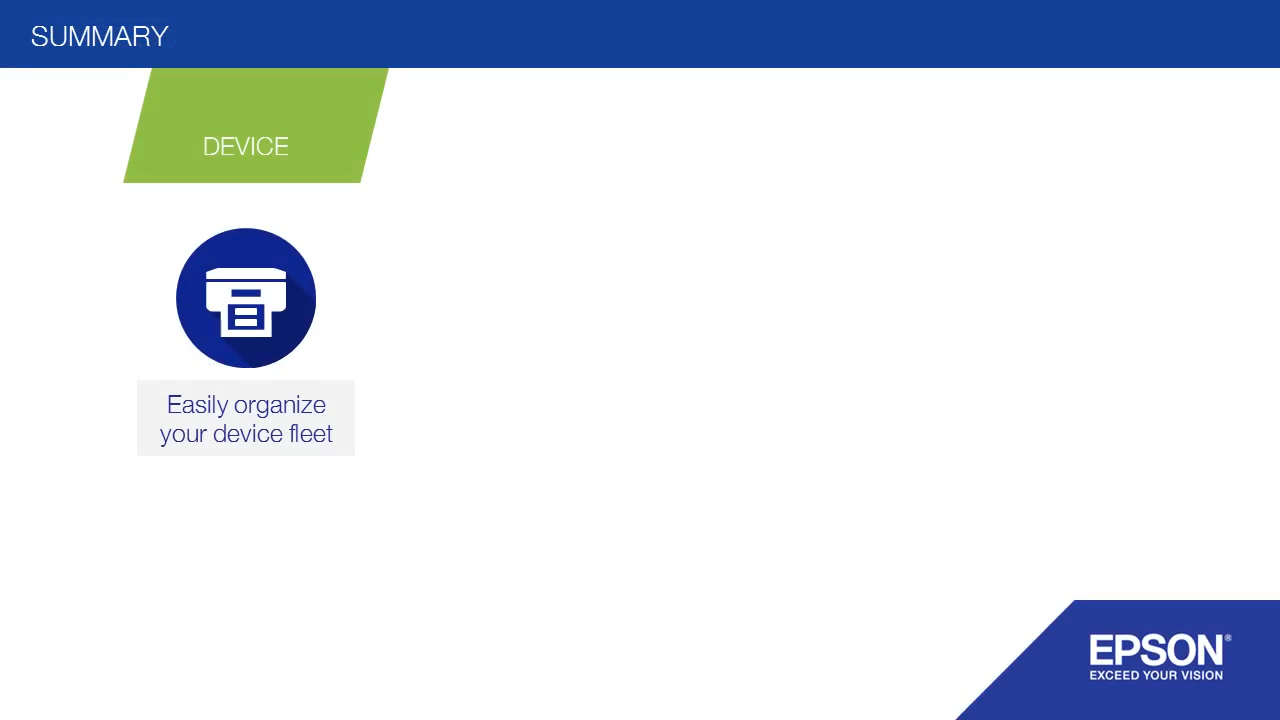 SUMMARY
DEVICE
Easily organize
your device fleet
EPSON®
EXCEED YOUR VISION